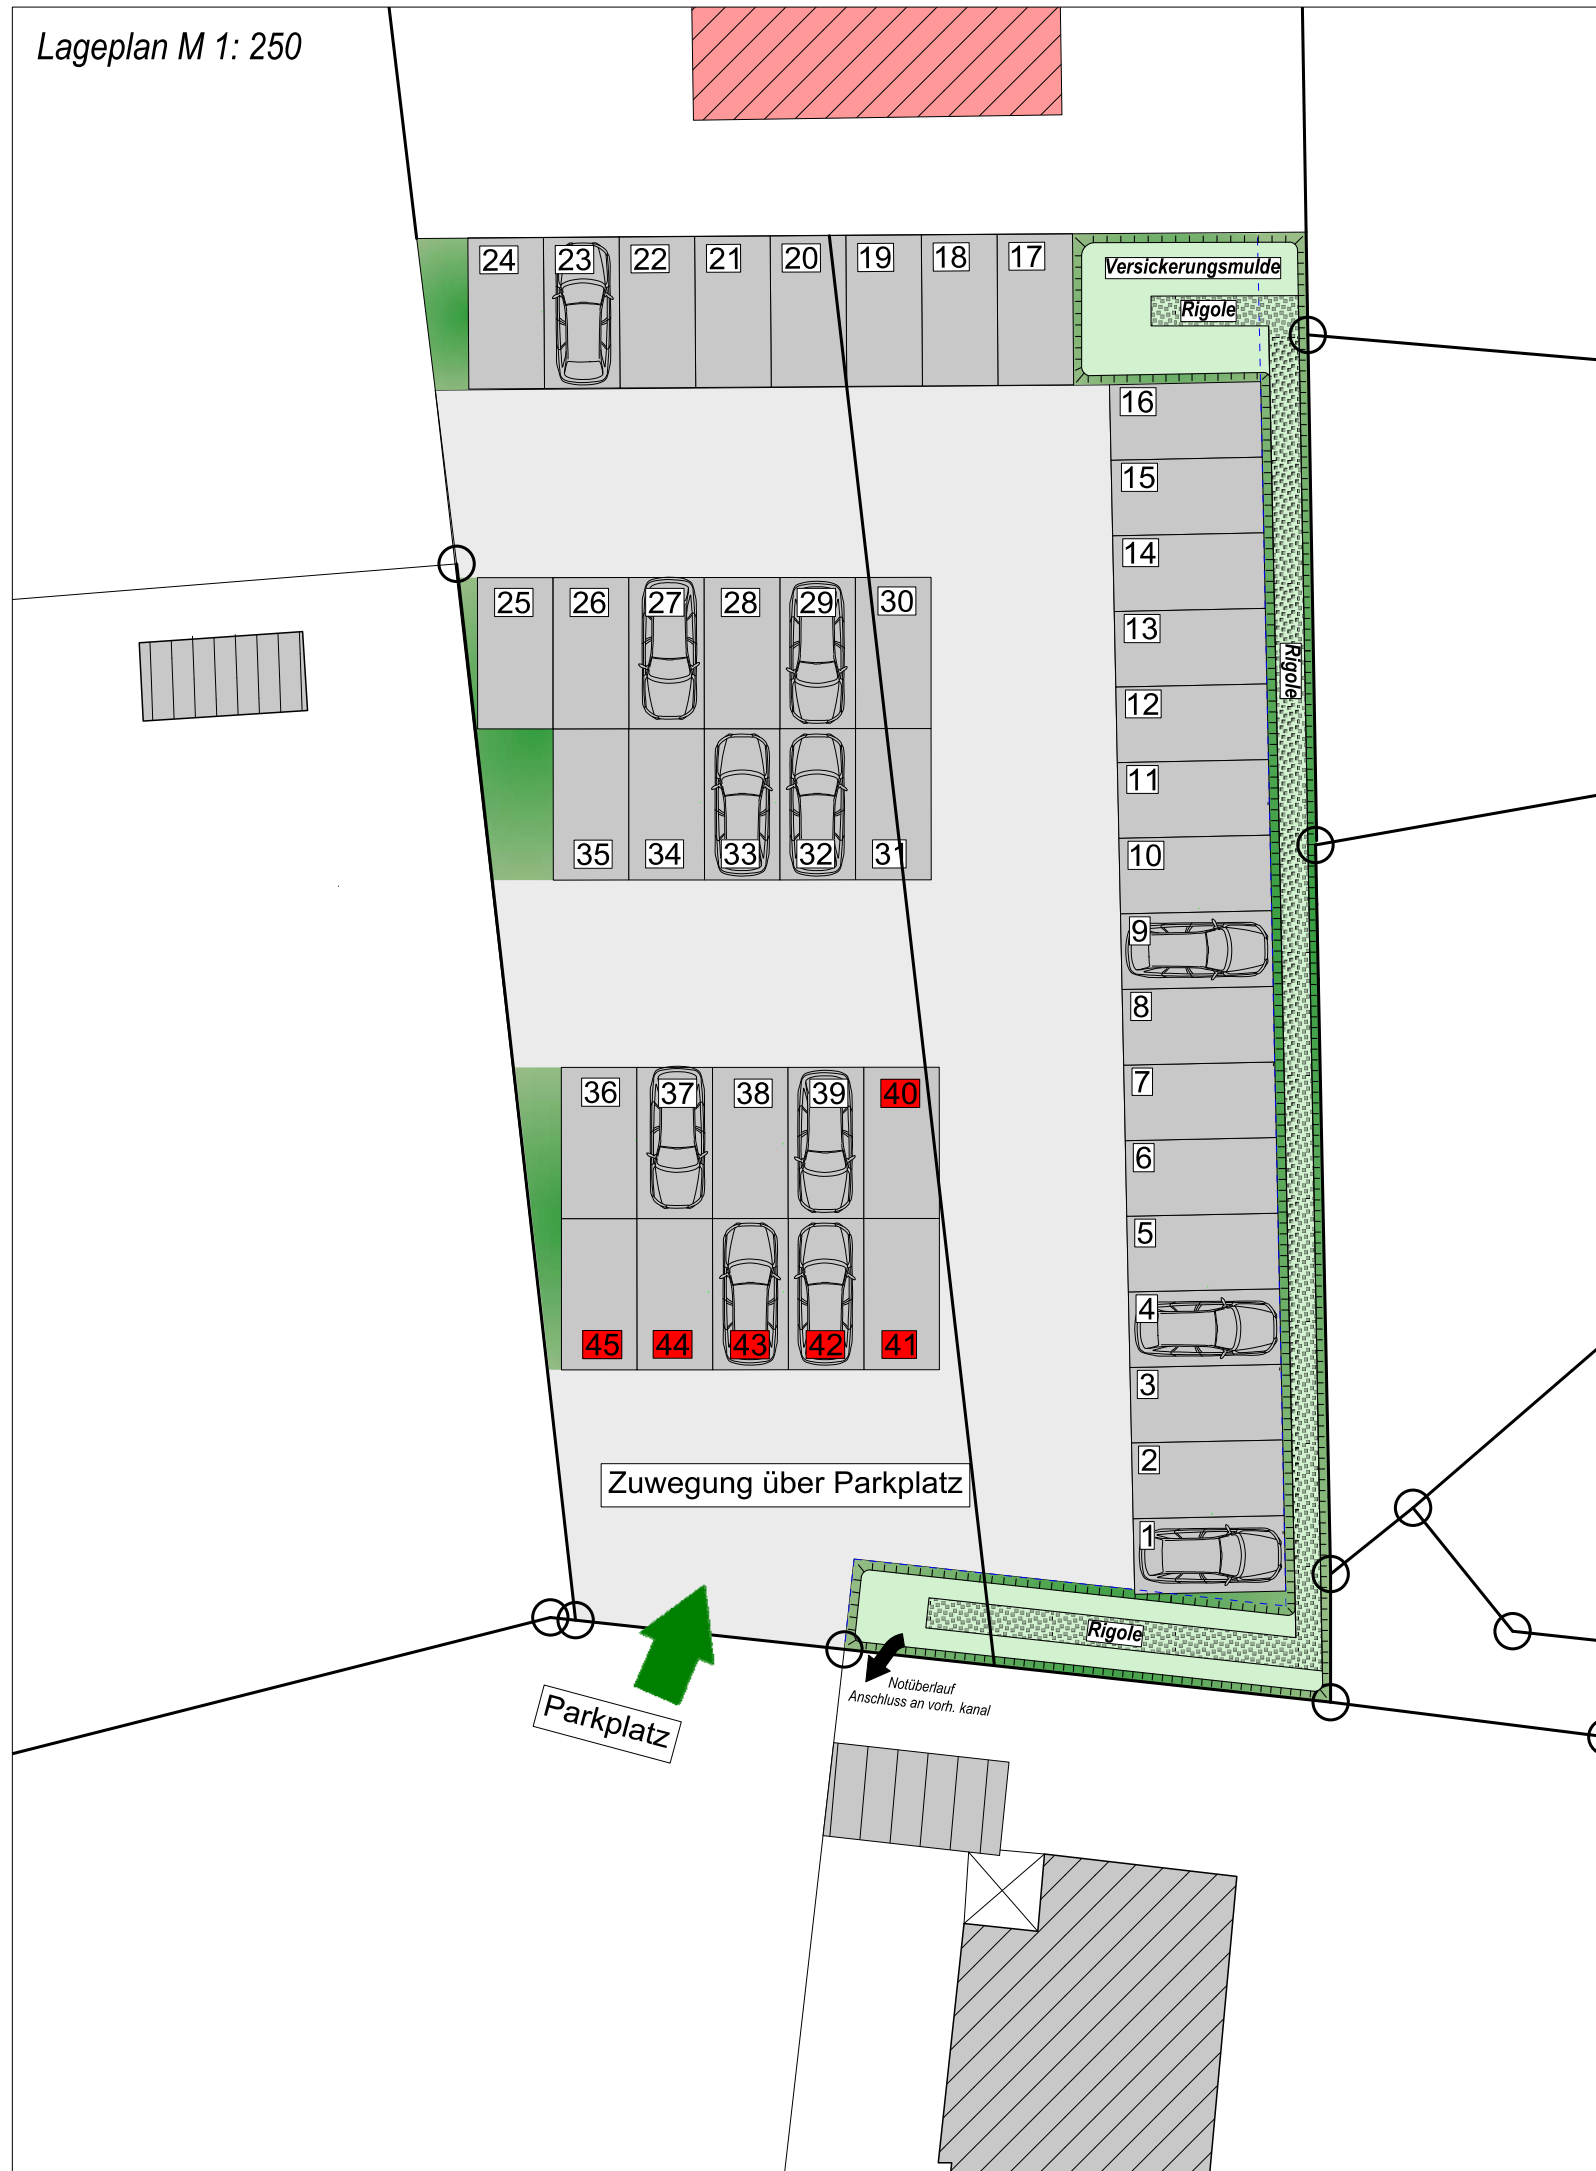 Lageplan M 1: 250
24 23 22 21 20 19 18 17
Versickerungsmulde
Rigole
16
15
14
13
12
11
10
9
8
7
6
5
4
3
2
1
Rigole
25 26 27 28 29 30
35 34 33 32 31
36 37 38 39 40
45 44 43 42 41
Zuwegung über Parkplatz
Rigole
Notüberlauf
Anschluss an vorh. kanal
Parkplatz